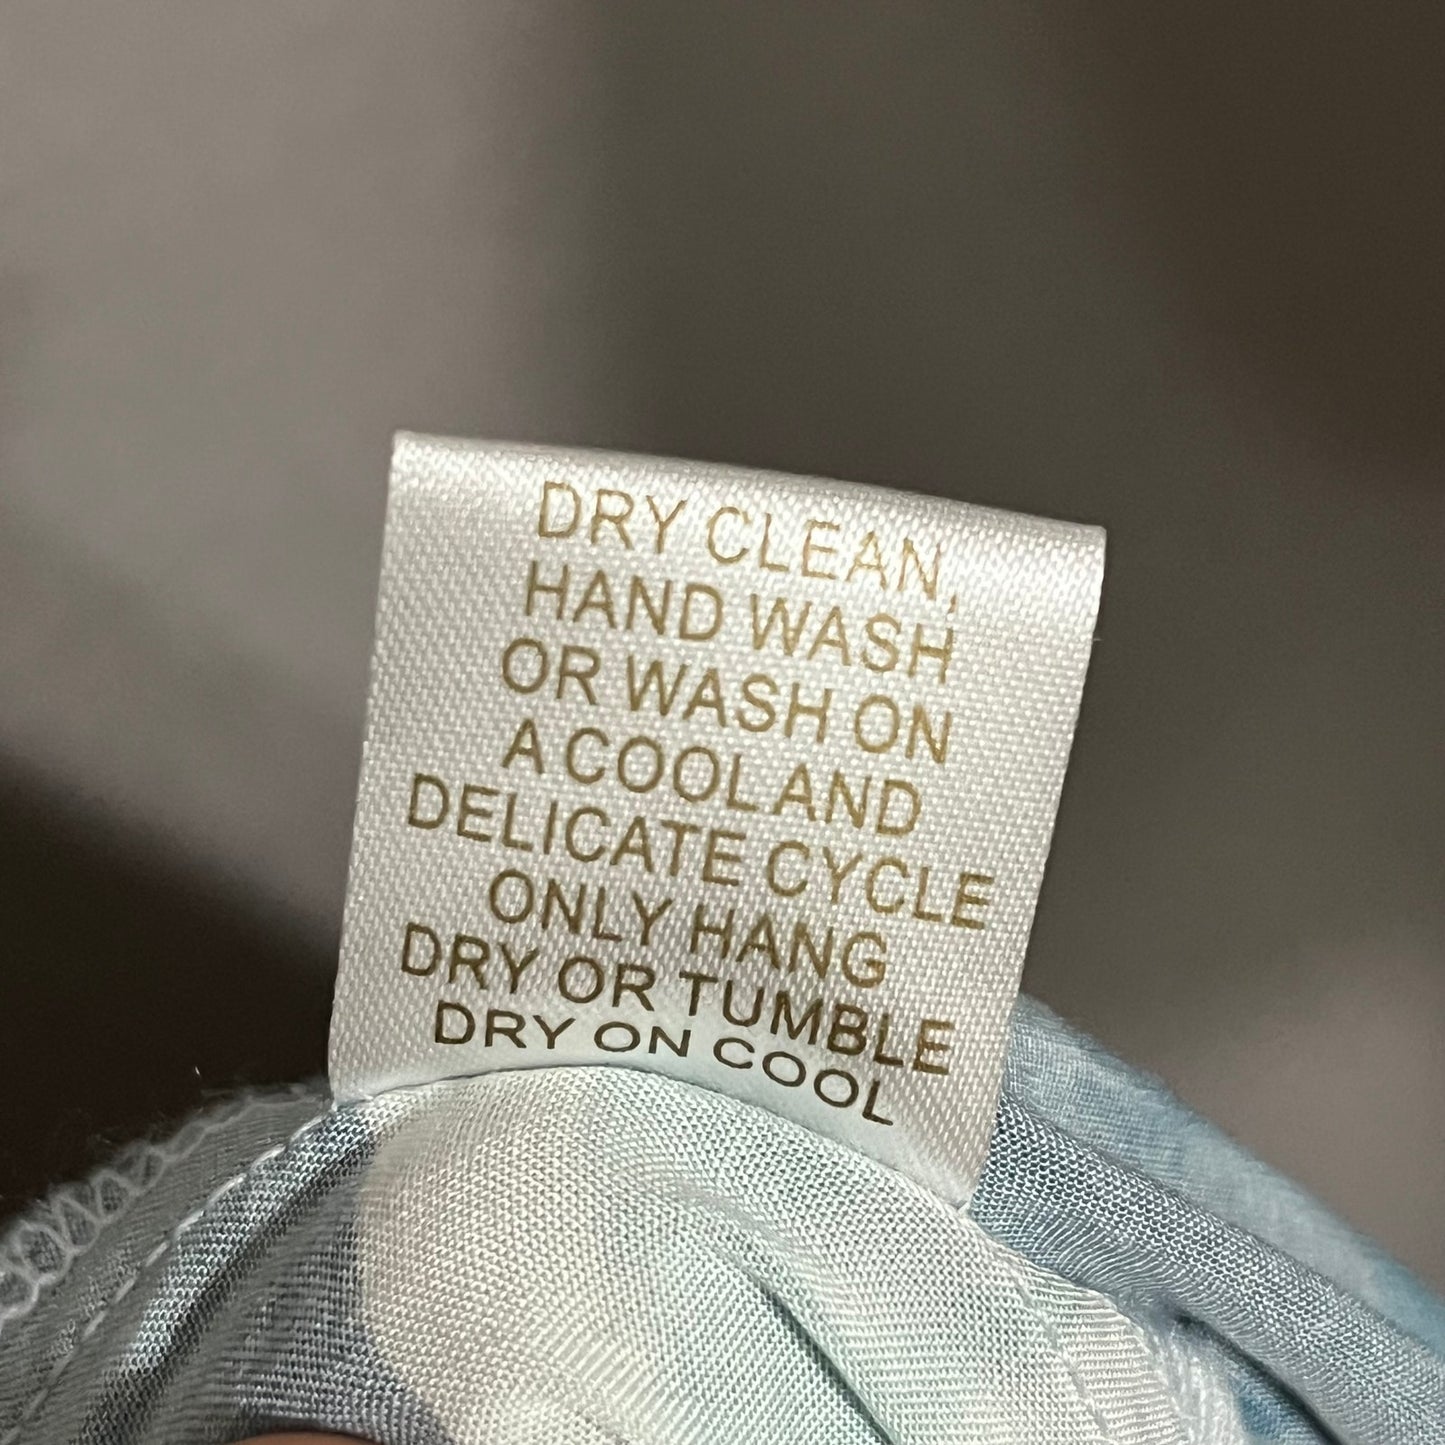 DRY CLEAN,
HAND WASH
OR WASH ON
A COOL AND
DELICATE CYCLE
ONLY HANG
DRY OR TUMBLE
DRY ON COOL